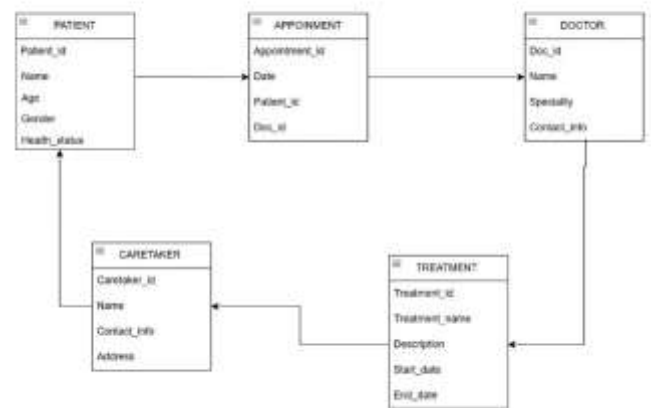 PATIENT
Patient_id
Name
Age
Gender
Health_status
APPOINMENT
Appointment_id
Date
Patient_id
Doc_id
DOCTOR
Doc_id
Name
Speciality
Contact_info
CARETAKER
Caretaker_id
Name
Contact_info
Address
TREATMENT
Treatment_id
Treatment_name
Description
Start_date
End_date